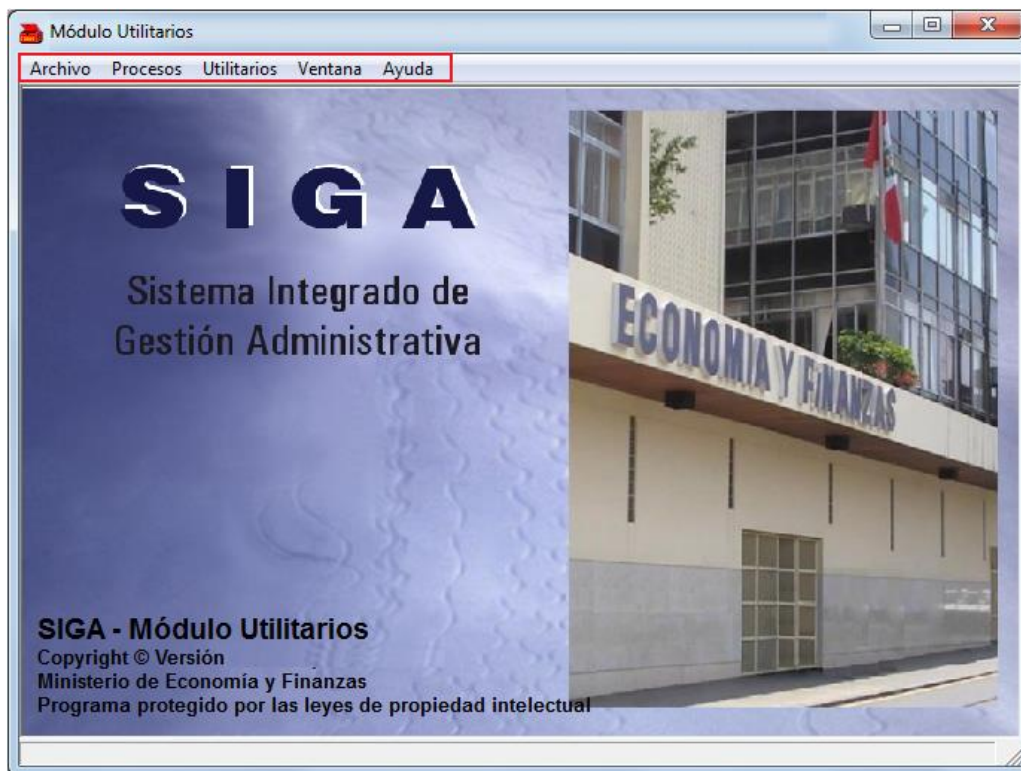 Módulo Utilitarios
Archivo Procesos Utilitarios Ventana Ayuda
S I G A
Sistema Integrado de
Gestión Administrativa
ECONOMIA Y FINANZAS
SIGA - Módulo Utilitarios
Copyright © Versión
Ministerio de Economía y Finanzas
Programa protegido por las leyes de propiedad intelectual